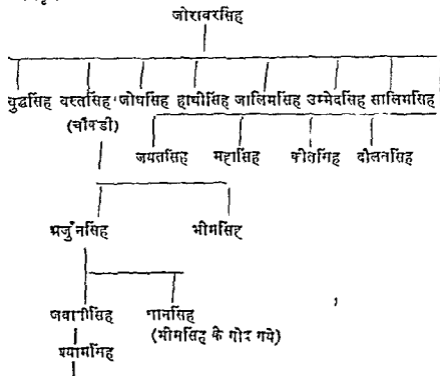 जोरावरसिंह
बुद्धसिंह वस्तसिंह जोधसिंह हाथीसिंह जालिमसिंह उम्मेदसिंह सालिमसिंह
(चौकडी)
जयतसिंह महासिंह कीतसिंह दौलतसिंह
अर्जुनसिंह भीमसिंह
जवानीसिंह मानसिंह
(भीमसिंह के गोद गये)
श्यामसिंह